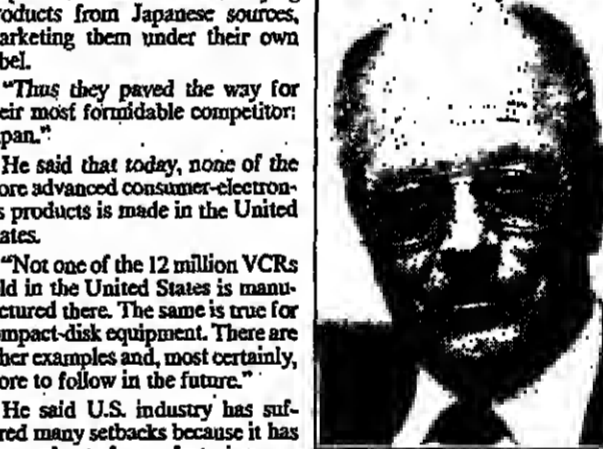 roducts from Japanese sources,
arketing them under their own
bel.
"Thus they paved the way for
eir most formidable competitor:
pan."
He said that today, none of the
ore advanced consumer-electron-
s products is made in the United
ates.
"Not one of the 12 million VCRs
ld in the United States is manu-
ctured there. The same is true for
mpact-disk equipment. There are
her examples and, most certainly,
ore to follow in the future."
He said U.S. industry has suf-
red many setbacks because it has